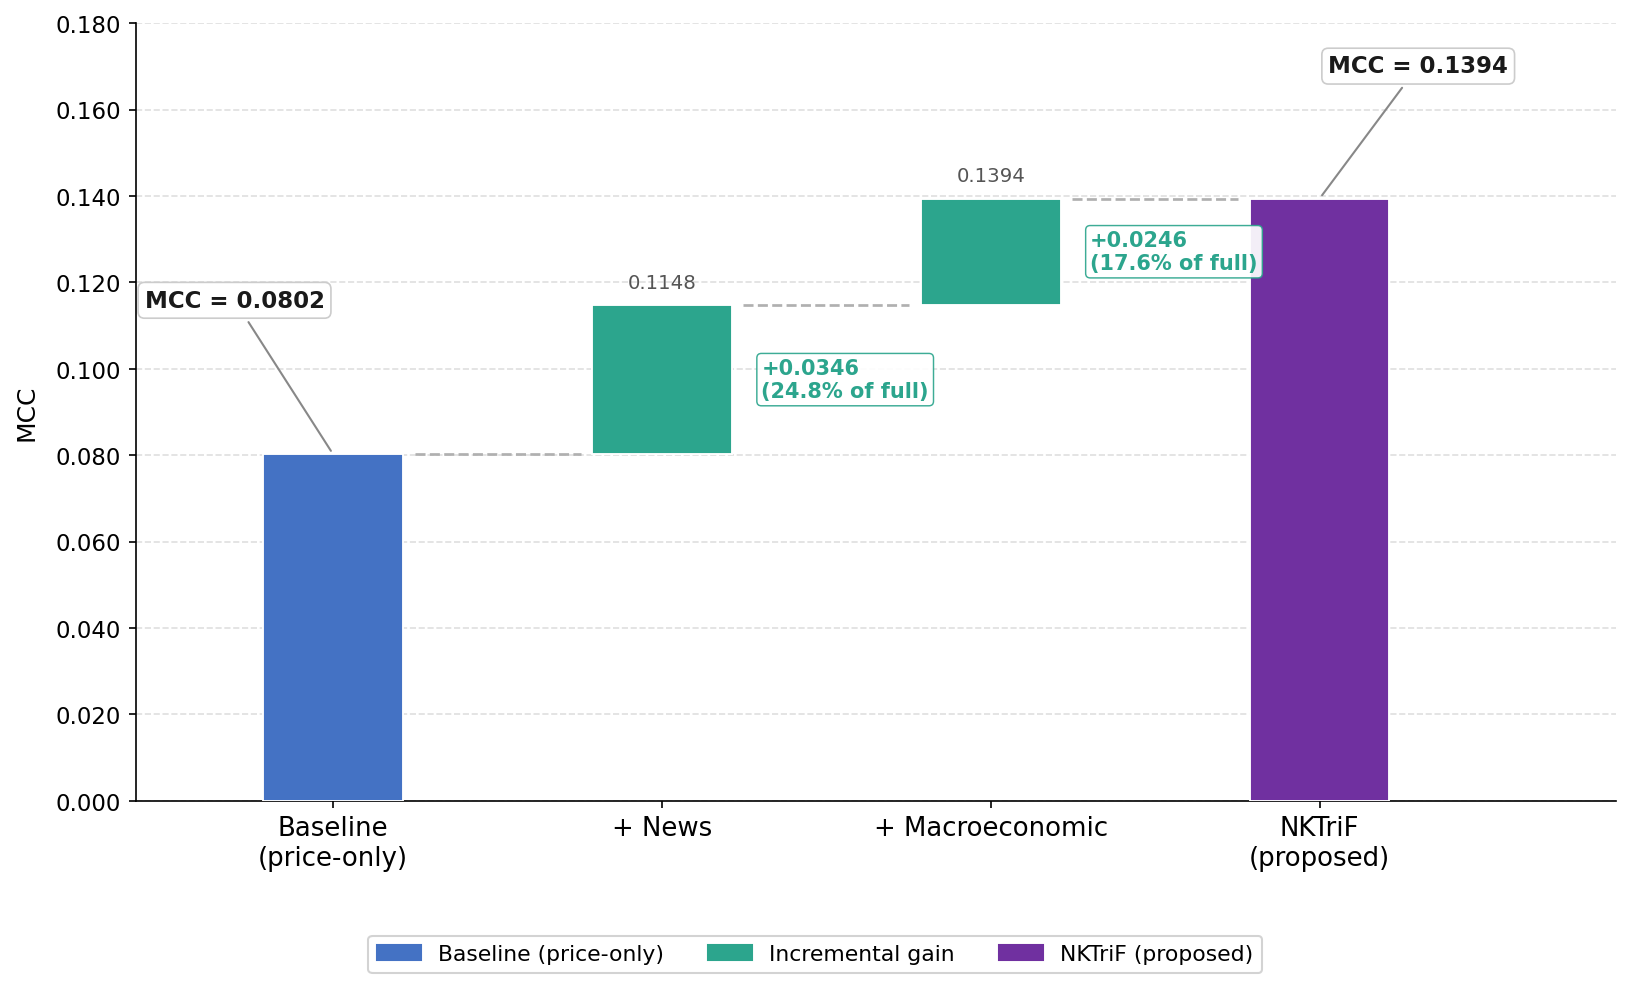 0.180
0.160
0.140
0.120
0.100
0.080
0.060
0.040
0.020
0.000
MCC
MCC = 0.0802
0.1148
+0.0346
(24.8% of full)
0.1394
+0.0246
(17.6% of full)
MCC = 0.1394
Baseline
(price-only)
+ News
+ Macroeconomic
NKTriF
(proposed)
Baseline (price-only)
Incremental gain
NKTriF (proposed)